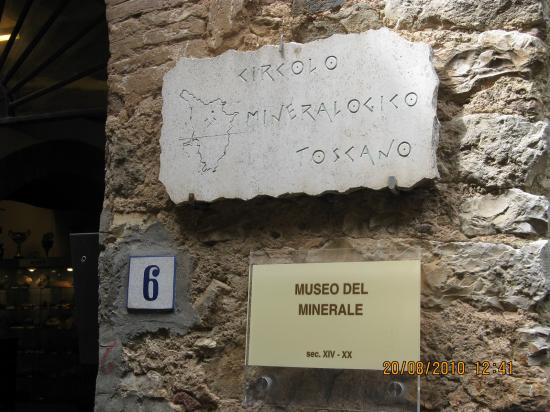 CIRCOLO
MINERALOGICO
TOSCANO
6
MUSEO DEL
MINERALE
sec. XIV - XX
20/08/2010 12:41